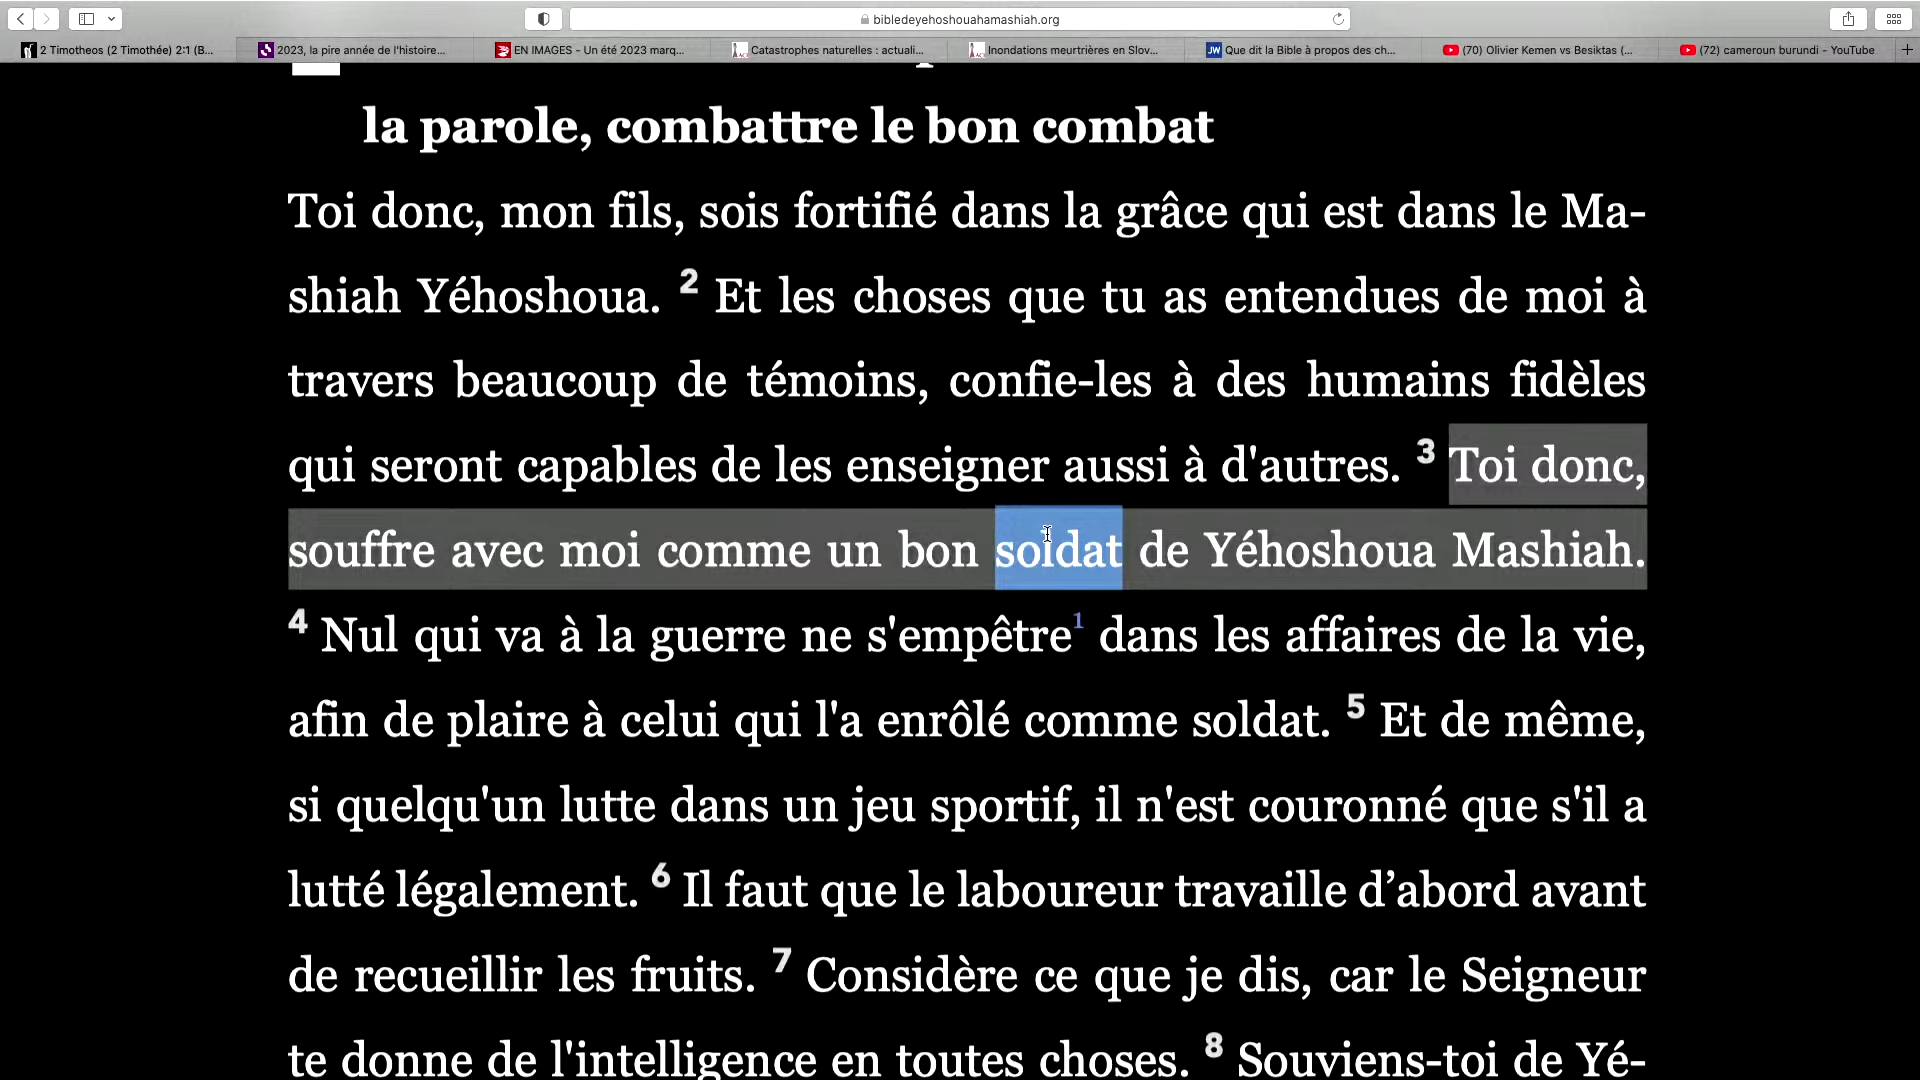 bibledeyehoshouahamashiah.org
2 Timotheos (2 Timothée) 2:1 (B...
2023, la pire année de l'histoire...
EN IMAGES - Un été 2023 marq...
Catastrophes naturelles : actuali...
Inondations meurtrières en Slov...
JW Que dit la Bible à propos des ch...
(70) Olivier Kemen vs Besiktas (...
(72) cameroun burundi - YouTube
la parole, combattre le bon combat
Toi donc, mon fils, sois fortifié dans la grâce qui est dans le Ma-
shiah Yéhoshoua. 2 Et les choses que tu as entendues de moi à
travers beaucoup de témoins, confie-les à des humains fidèles
qui seront capables de les enseigner aussi à d'autres. 3 Toi donc,
souffre avec moi comme un bon soldat de Yéhoshoua Mashiah.
4 Nul qui va à la guerre ne s'empêtre1 dans les affaires de la vie,
afin de plaire à celui qui l'a enrôlé comme soldat. 5 Et de même,
si quelqu'un lutte dans un jeu sportif, il n'est couronné que s'il a
lutté légalement. 6 Il faut que le laboureur travaille d’abord avant
de recueillir les fruits. 7 Considère ce que je dis, car le Seigneur
te donne de l'intelligence en toutes choses. 8 Souviens-toi de Yé-